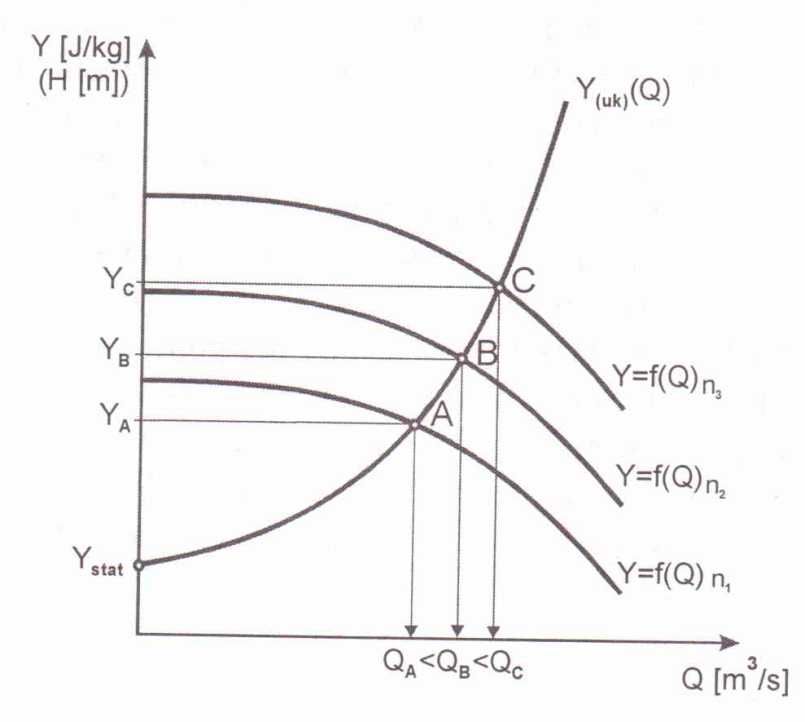 Y [J/kg]
(H [m])
Y(uk)(Q)
YC
C
YB
B
Y=f(Q)n3
YA
A
Y=f(Q)n2
Ystat
Y=f(Q) n1
QA<QB<QC
Q [m³/s]